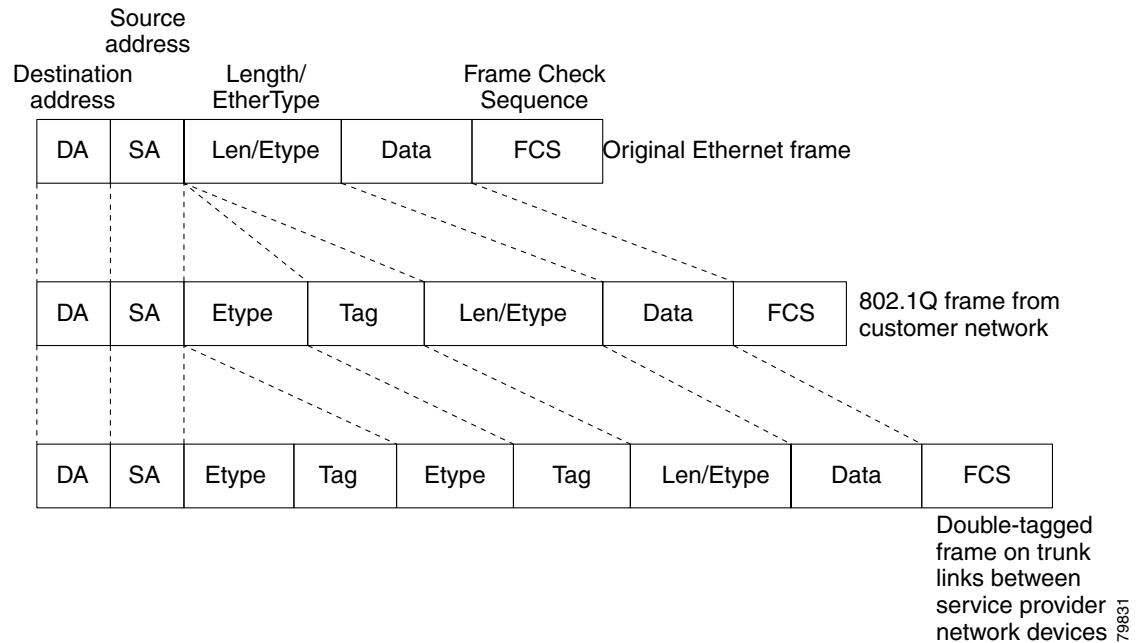 Source
address
Destination
address
Length/
EtherType
Frame Check
Sequence
DA SA Len/Etype Data FCS Original Ethernet frame
DA SA Etype Tag Len/Etype Data FCS
802.1Q frame from
customer network
DA SA Etype Tag Etype Tag Len/Etype Data FCS
Double-tagged
frame on trunk
links between
service provider
network devices
79831